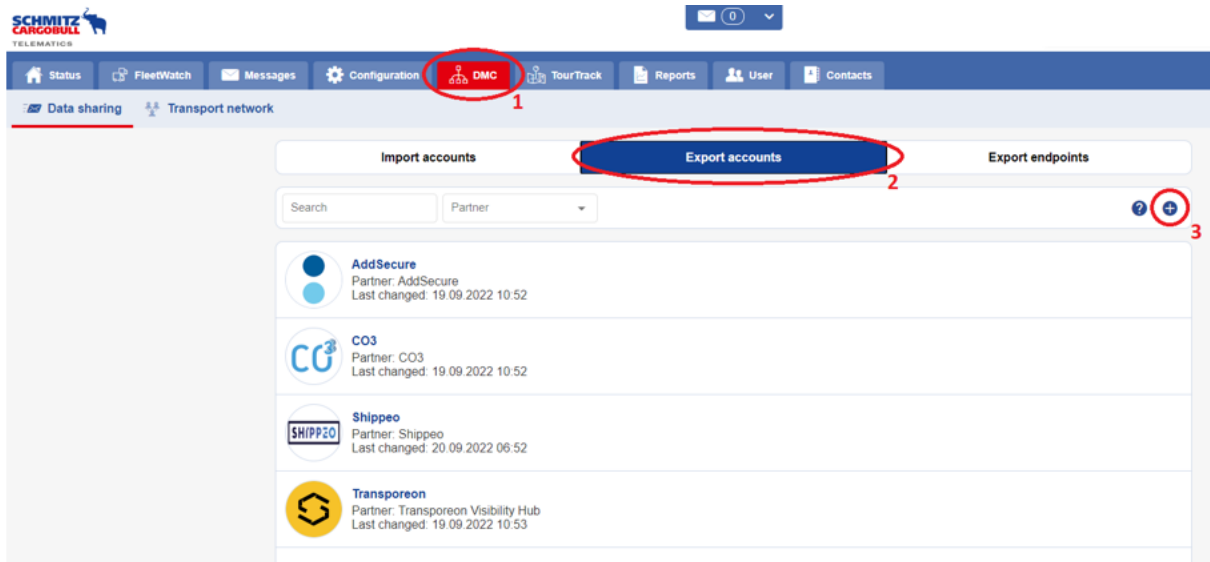 SCHMITZ
CARGOBULL
TELEMATICS
0
Status FleetWatch Messages Configuration DMC TourTrack Reports User Contacts
1
Data sharing Transport network
Import accounts Export accounts Export endpoints
2
Search Partner ? +
3
AddSecure
Partner: AddSecure
Last changed: 19.09.2022 10:52
CO3
CO3
Partner: CO3
Last changed: 19.09.2022 10:52
SHIPPEO
Shippeo
Partner: Shippeo
Last changed: 20.09.2022 06:52
Transporeon
Partner: Transporeon Visibility Hub
Last changed: 19.09.2022 10:53